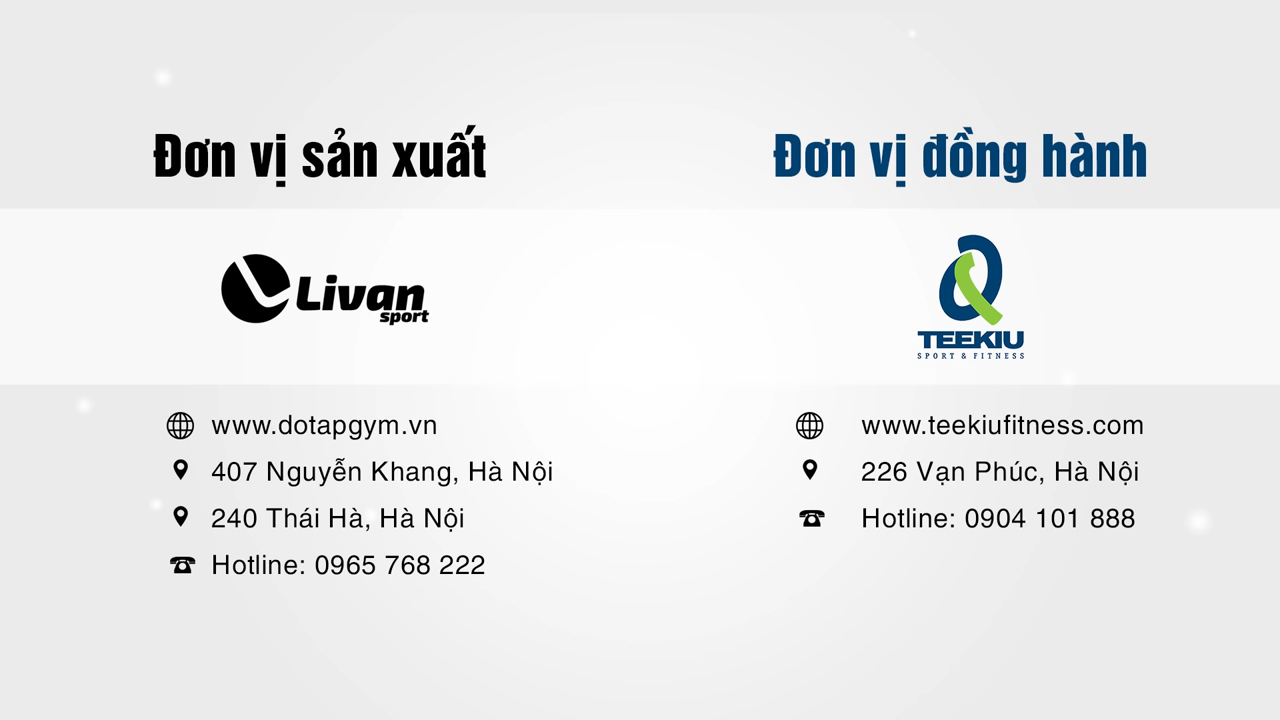 Đơn vị sản xuất
Livan
sport
www.dotapgym.vn
407 Nguyễn Khang, Hà Nội
240 Thái Hà, Hà Nội
Hotline: 0965 768 222
Đơn vị đồng hành
TEEKIU
SPORT & FITNESS
www.teekiufitness.com
226 Vạn Phúc, Hà Nội
Hotline: 0904 101 888